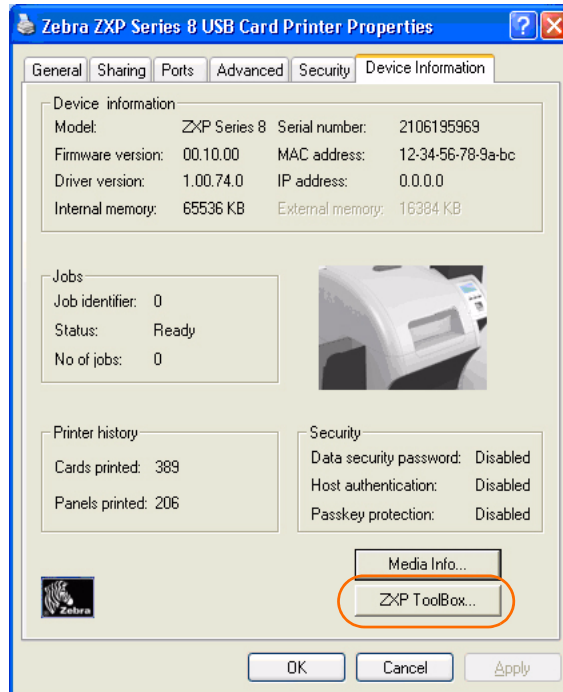 Zebra ZXP Series 8 USB Card Printer Properties
General Sharing Ports Advanced Security Device Information
Device information
Model: ZXP Series 8 Serial number: 2106195969
Firmware version: 00.10.00 MAC address: 12-34-56-78-9a-bc
Driver version: 1.00.74.0 IP address: 0.0.0.0
Internal memory: 65536 KB External memory: 16384 KB
Jobs
Job identifier: 0
Status: Ready
No of jobs: 0
Printer history
Cards printed: 389
Panels printed: 206
Security
Data security password: Disabled
Host authentication: Disabled
Passkey protection: Disabled
Media Info...
ZXP ToolBox...
Zebra
OK Cancel Apply